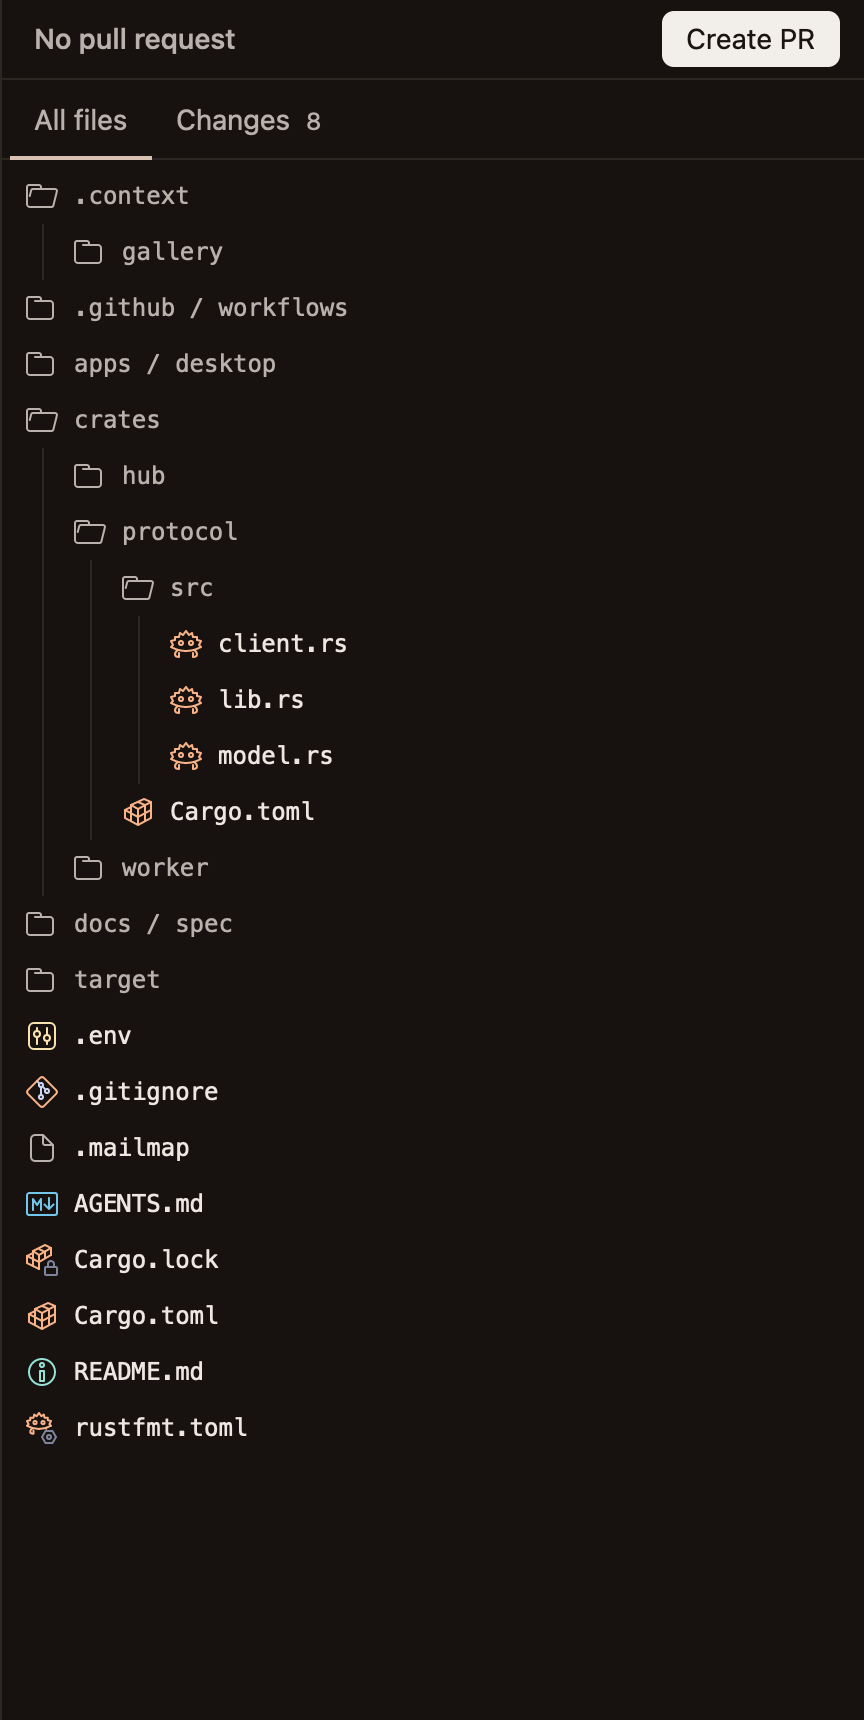 No pull request
Create PR
All files
Changes 8
.context
gallery
.github / workflows
apps / desktop
crates
hub
protocol
src
client.rs
lib.rs
model.rs
Cargo.toml
worker
docs / spec
target
.env
.gitignore
.mailmap
AGENTS.md
Cargo.lock
Cargo.toml
README.md
rustfmt.toml